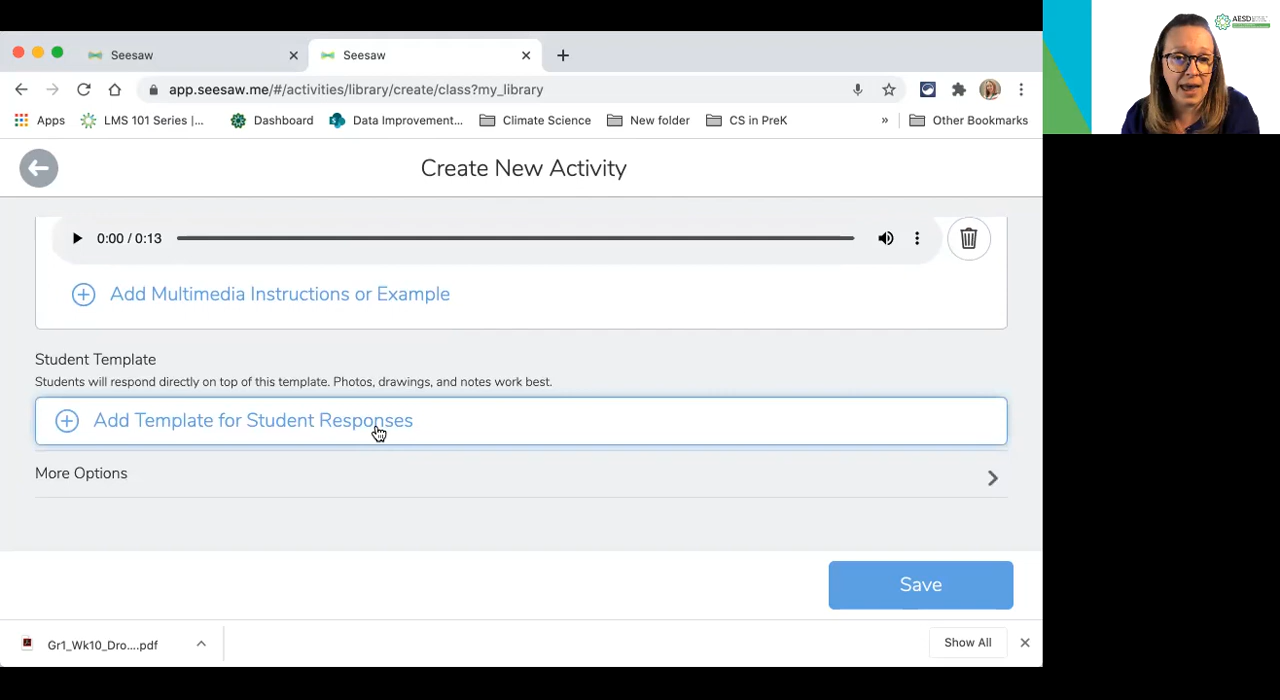 Seesaw
Seesaw
app.seesaw.me/#/activities/library/create/class?my_library
Apps LMS 101 Series |... Dashboard Data Improvement... Climate Science New folder CS in PreK » Other Bookmarks
Create New Activity
0:00 / 0:13
Add Multimedia Instructions or Example
Student Template
Students will respond directly on top of this template. Photos, drawings, and notes work best.
Add Template for Student Responses
More Options
Save
Gr1_Wk10_Dro....pdf
Show All
AESD